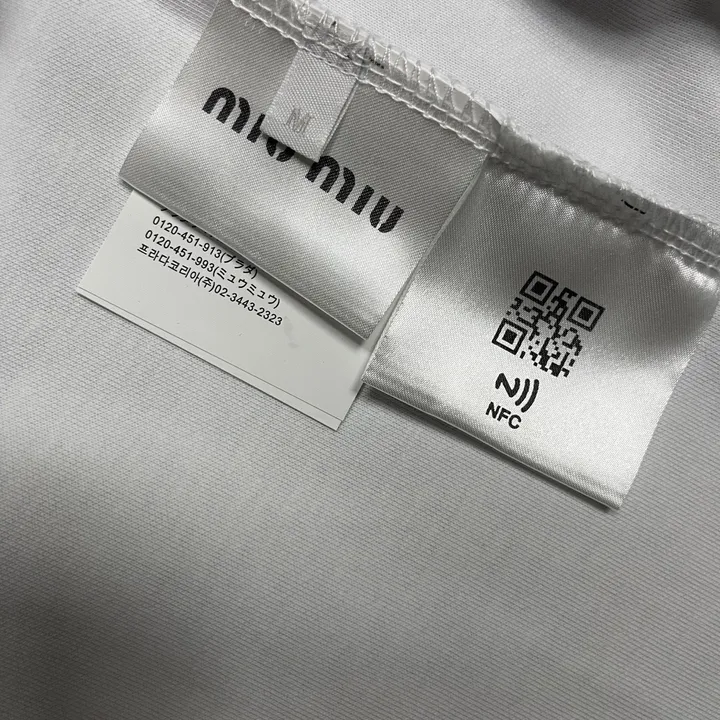 miu miu
M
0120-451-913(プラダ)
0120-451-993(ミュウミュウ)
프라다코리아(주)02-3443-2323
NFC